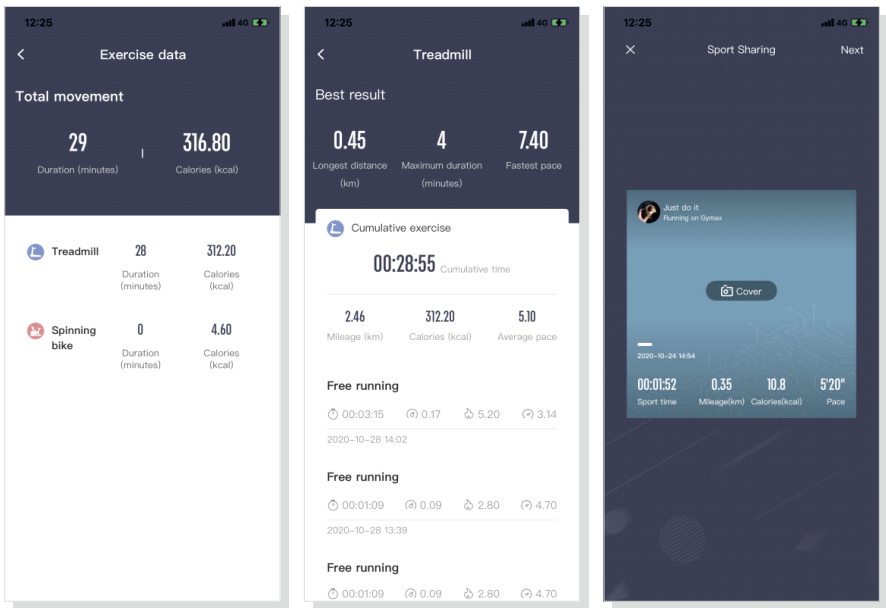 12:25
4G
Exercise data
Total movement
29
316.80
Duration (minutes)
Calories (kcal)
Treadmill
28
312.20
Duration
(minutes)
Calories
(kcal)
Spinning
bike
0
4.60
Duration
(minutes)
Calories
(kcal)
12:25
4G
Treadmill
Best result
0.45
4
7.40
Longest distance
(km)
Maximum duration
(minutes)
Fastest pace
Cumulative exercise
00:28:55 Cumulative time
2.46
312.20
5.10
Mileage (km)
Calories (kcal)
Average pace
Free running
00:03:15 0.17 5.20 3.14
2020-10-28 14:02
Free running
00:01:09 0.09 2.80 4.70
2020-10-28 13:39
Free running
00:01:09 0.09 2.80 4.70
12:25
4G
Sport Sharing
Next
Just do it
Running on Gymax
Cover
2020-10-24 14:54
00:01:52 0.35 10.8 5'20"
Sport time Mileage(km) Calories(kcal) Pace